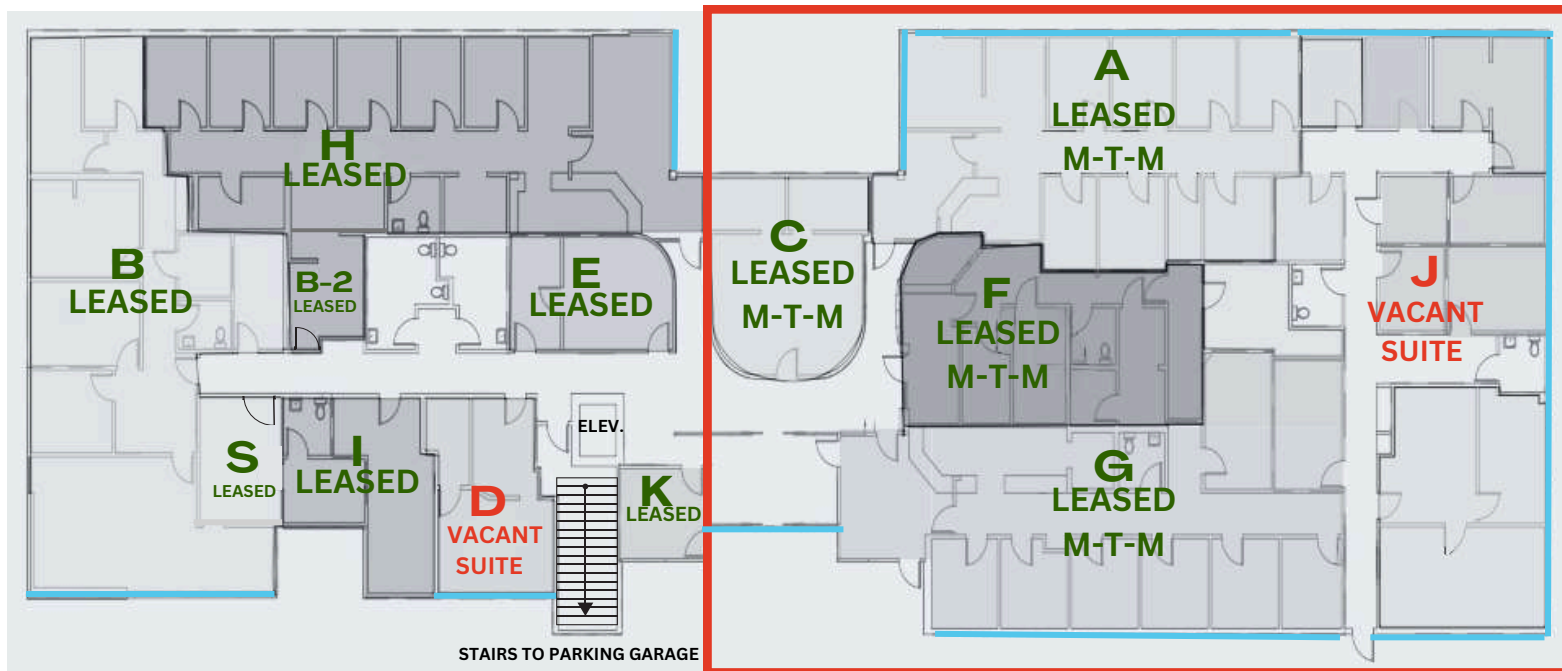 A
LEASED
M-T-M
H
LEASED
C
LEASED
M-T-M
B
LEASED
B-2
LEASED
E
LEASED
F
LEASED
M-T-M
J
VACANT
SUITE
ELEV.
S
LEASED
I
LEASED
D
VACANT
SUITE
K
LEASED
G
LEASED
M-T-M
STAIRS TO PARKING GARAGE